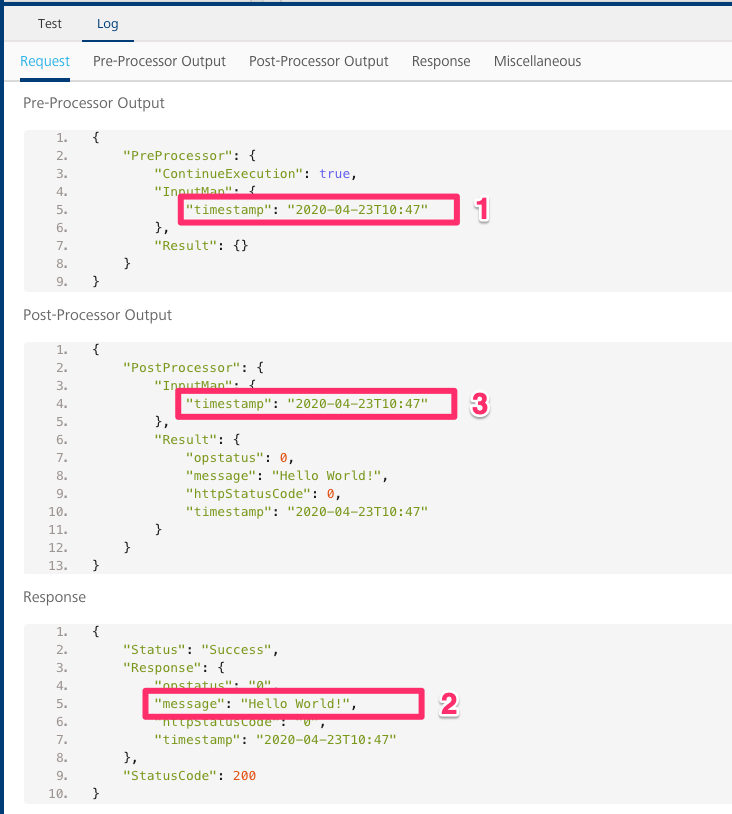 Test Log
Request Pre-Processor Output Post-Processor Output Response Miscellaneous
Pre-Processor Output
1. {
2. "PreProcessor": {
3. "ContinueExecution": true,
4. "InputMap": {
5. "timestamp": "2020-04-23T10:47" 1
6. },
7. "Result": {}
8. }
9. }
Post-Processor Output
1. {
2. "PostProcessor": {
3. "InputMap": {
4. "timestamp": "2020-04-23T10:47" 3
5. },
6. "Result": {
7. "opstatus": 0,
8. "message": "Hello World!",
9. "httpStatusCode": 0,
10. "timestamp": "2020-04-23T10:47"
11. }
12. }
13. }
Response
1. {
2. "Status": "Success",
3. "Response": {
4. "opstatus": "0",
5. "message": "Hello World!", 2
6. "httpStatusCode": "0",
7. "timestamp": "2020-04-23T10:47"
8. },
9. "StatusCode": 200
10. }